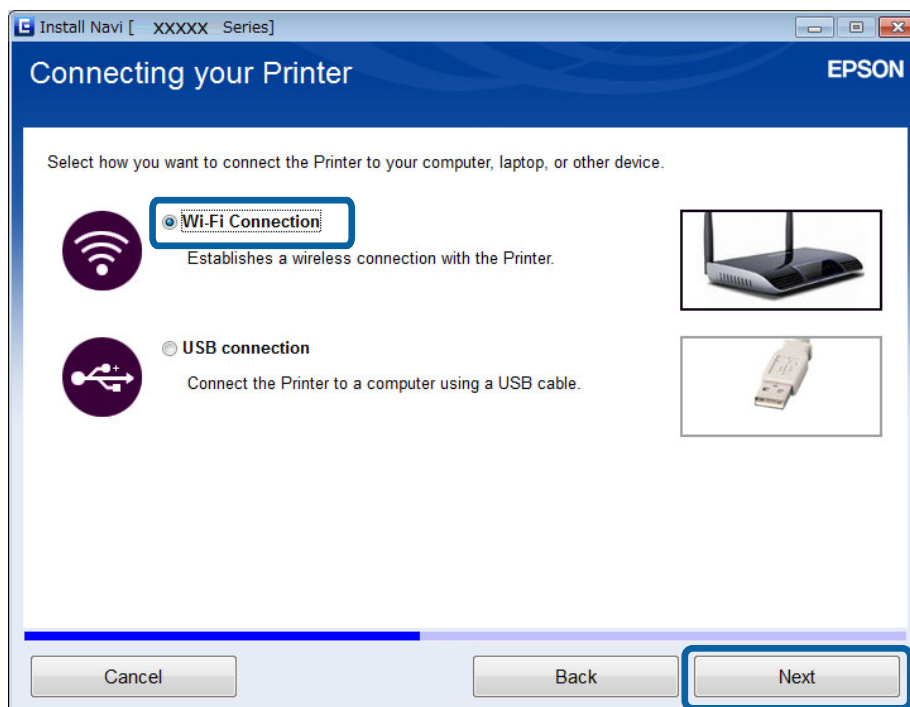 Install Navi [ XXXXX Series]
Connecting your Printer
EPSON
Select how you want to connect the Printer to your computer, laptop, or other device.
Wi-Fi Connection
Establishes a wireless connection with the Printer.
USB connection
Connect the Printer to a computer using a USB cable.
Cancel Back Next